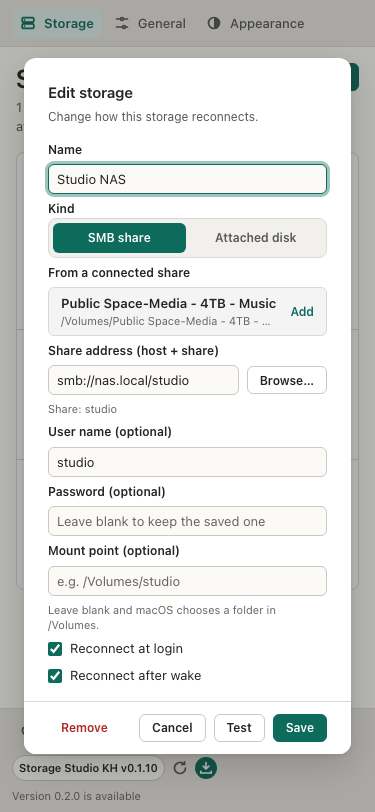 Storage
General
Appearance
Edit storage
Change how this storage reconnects.
Name
Studio NAS
Kind
SMB share
Attached disk
From a connected share
Public Space-Media - 4TB - Music
/Volumes/Public Space-Media - 4TB - ...
Add
Share address (host + share)
smb://nas.local/studio
Browse...
Share: studio
User name (optional)
studio
Password (optional)
Leave blank to keep the saved one
Mount point (optional)
e.g. /Volumes/studio
Leave blank and macOS chooses a folder in
/Volumes.
Reconnect at login
Reconnect after wake
Remove
Cancel
Test
Save
Storage Studio KH v0.1.10
Version 0.2.0 is available